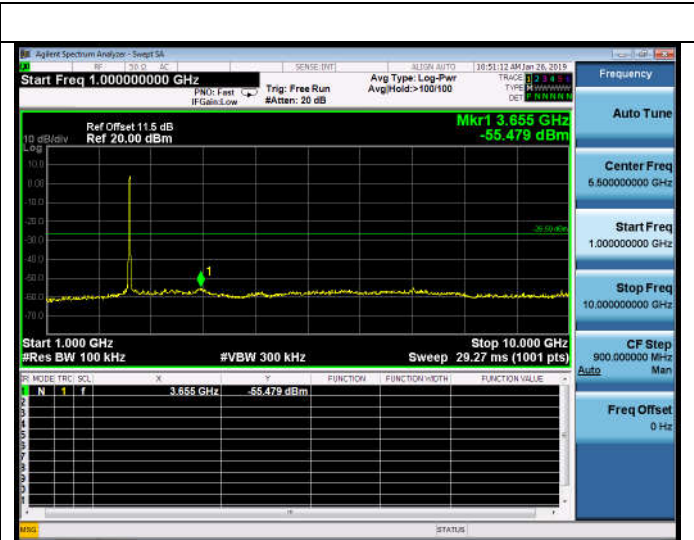 Agilent Spectrum Analyzer - Swept SA
RF 50 Ω AC SENSE:INT ALIGN AUTO 10:51:12 AM Jan 26, 2019
Start Freq 1.000000000 GHz
PNO: Fast
IFGain:Low
Trig: Free Run
#Atten: 20 dB
Avg Type: Log-Pwr
Avg|Hold:>100/100
TRACE 1 2 3 4 5 6
TYPE M W W W W W
DET P N N N N N
Ref Offset 11.5 dB
Ref 20.00 dBm
10 dB/div
Log
Mkr1 3.655 GHz
-55.479 dBm
10.0
0.00
-10.0
-20.0
-30.0
-40.0
-50.0
-60.0
-70.0
1
Start 1.000 GHz
Stop 10.000 GHz
#Res BW 100 kHz
#VBW 300 kHz
Sweep 29.27 ms (1001 pts)
MODE TRC SCL X Y FUNCTION FUNCTION WIDTH FUNCTION VALUE
1 N 1 f 3.655 GHz -55.479 dBm
2
3
4
5
6
7
8
9
MSG
STATUS
Frequency
Auto Tune
Center Freq
5.500000000 GHz
Start Freq
1.000000000 GHz
Stop Freq
10.000000000 GHz
CF Step
900.000000 MHz
Auto Man
Freq Offset
0 Hz